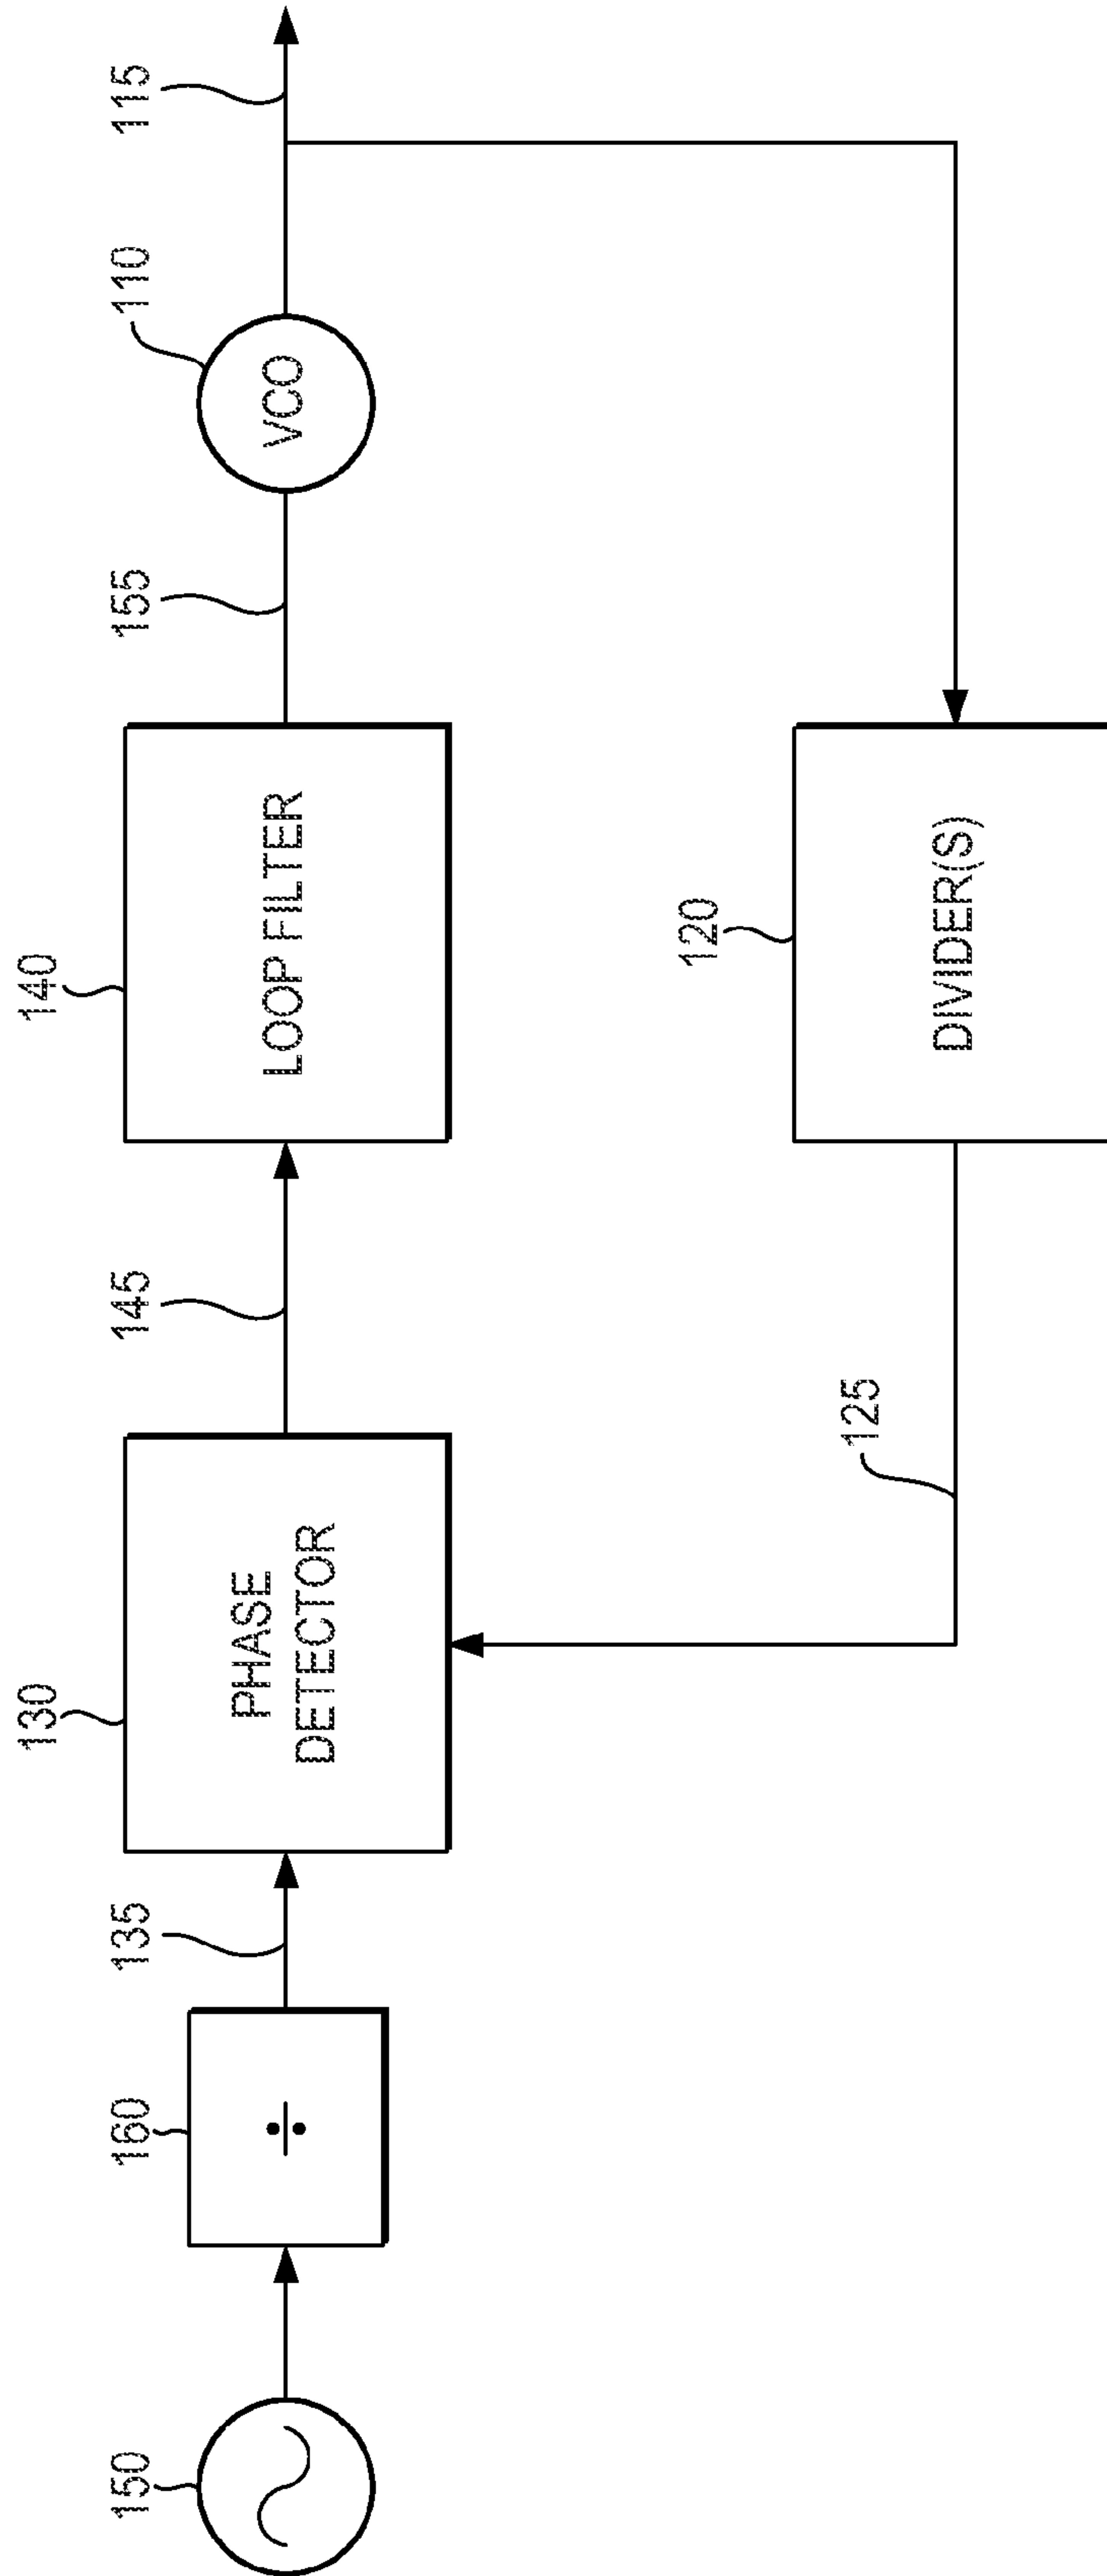 140
130
160
150
135
145
155
110
115
÷
PHASE
DETECTOR
LOOP FILTER
VCO
120
125
DIVIDER(S)